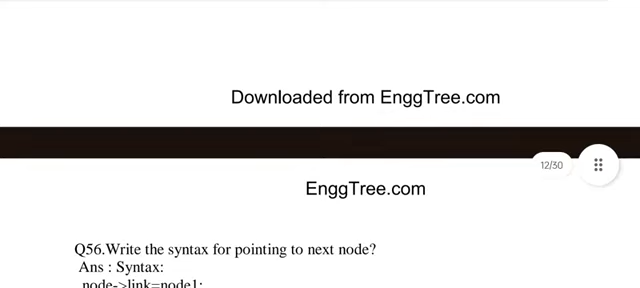 Downloaded from EnggTree.com
12/30
EnggTree.com
Q56.Write the syntax for pointing to next node?
Ans : Syntax:
node->link=node1;